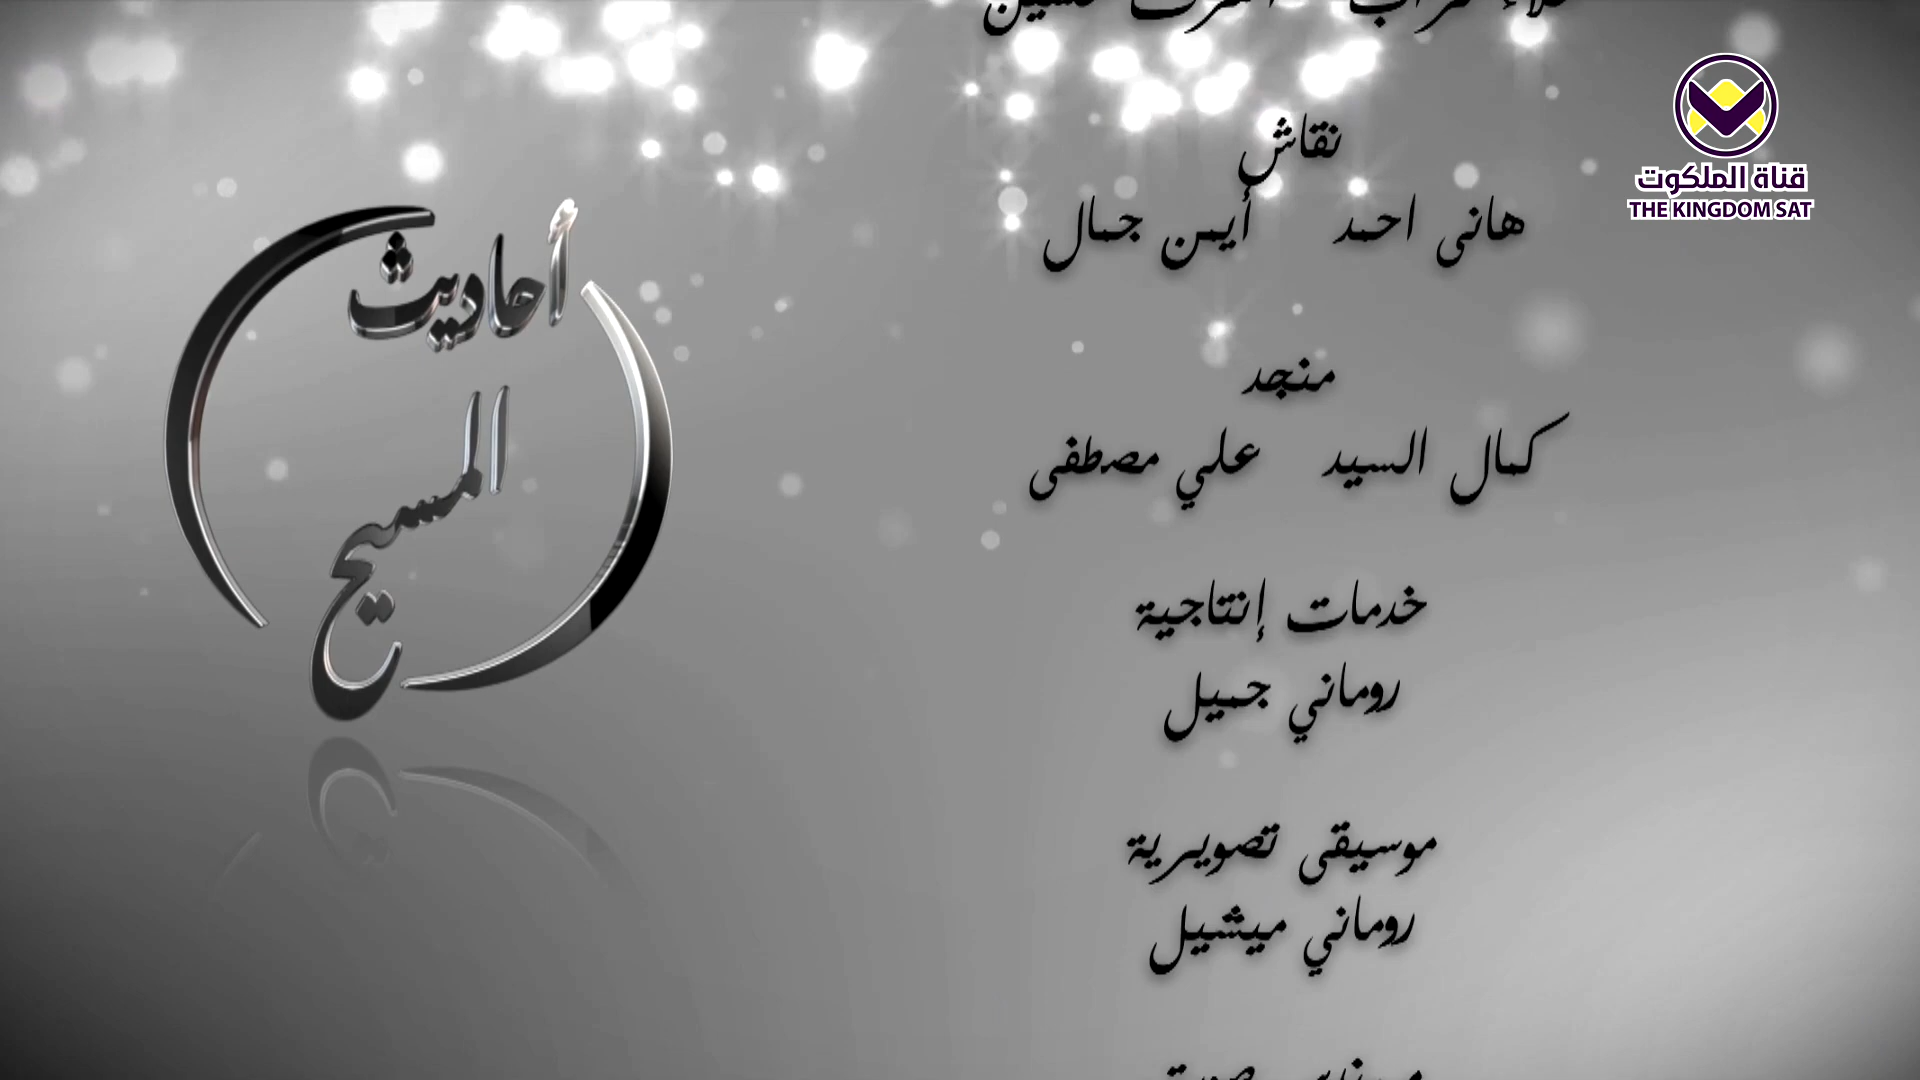 قناة الملكوت
THE KINGDOM SAT
أحاديث
المسيح
نقاش
هانى احمد أيمن جمال
منجد
كمال السيد علي مصطفى
خدمات إنتاجية
روماني جميل
موسيقى تصويرية
روماني ميشيل